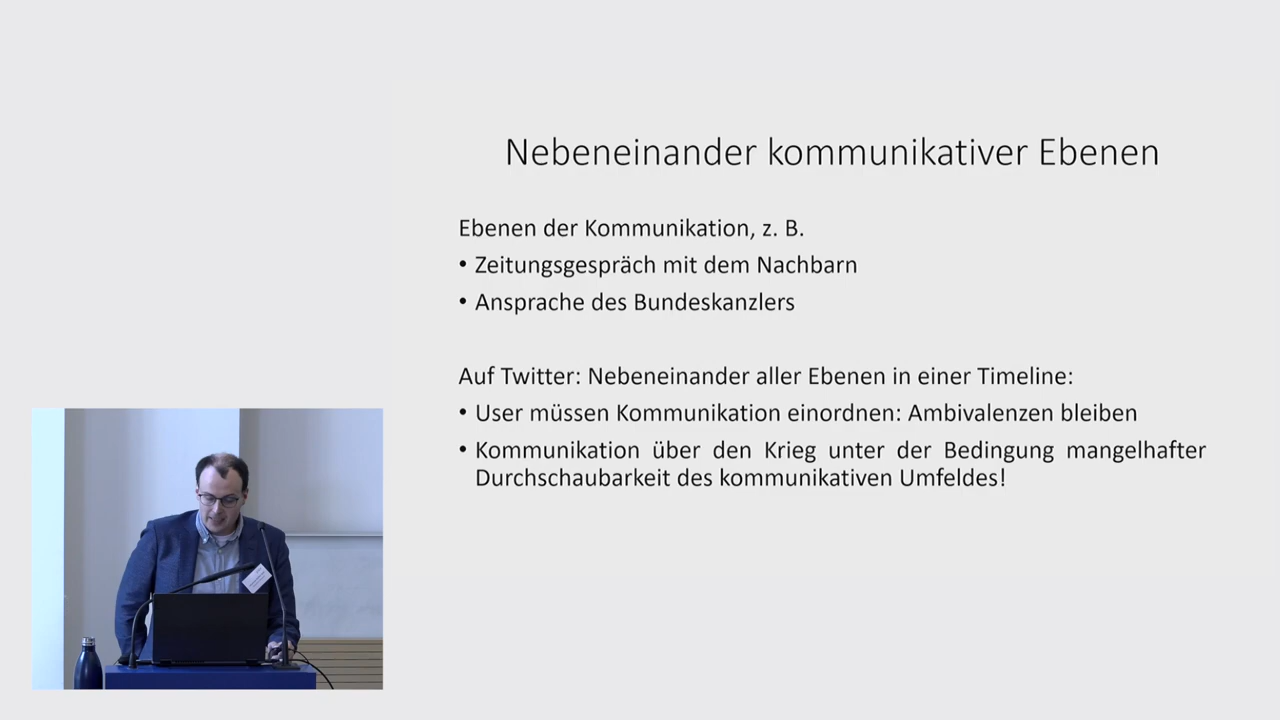 Nebeneinander kommunikativer Ebenen
Ebenen der Kommunikation, z. B.
• Zeitungsgespräch mit dem Nachbarn
• Ansprache des Bundeskanzlers
Auf Twitter: Nebeneinander aller Ebenen in einer Timeline:
• User müssen Kommunikation einordnen: Ambivalenzen bleiben
• Kommunikation über den Krieg unter der Bedingung mangelhafter
Durchschaubarkeit des kommunikativen Umfeldes!